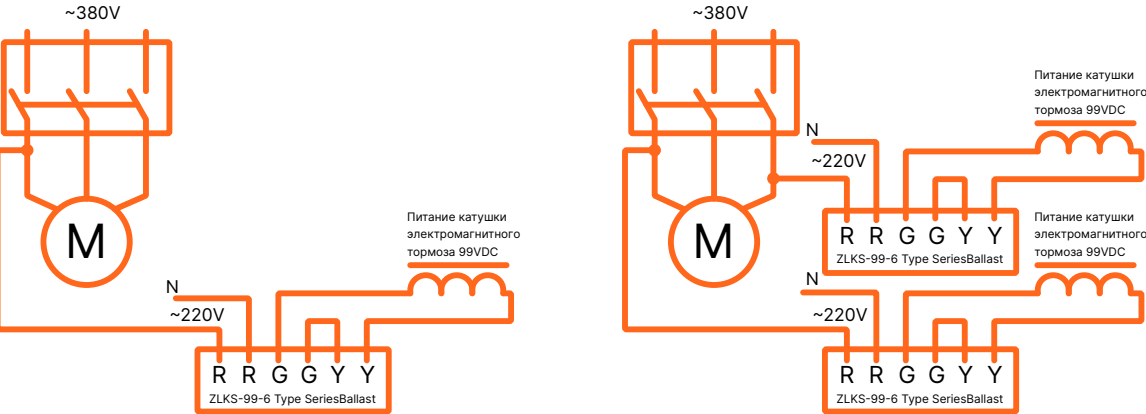 ~380V
M
Питание катушки
электромагнитного
тормоза 99VDC
N
~220V
R R G G Y Y
ZLKS-99-6 Type SeriesBallast
~380V
M
Питание катушки
электромагнитного
тормоза 99VDC
N
~220V
R R G G Y Y
ZLKS-99-6 Type SeriesBallast
Питание катушки
электромагнитного
тормоза 99VDC
N
~220V
R R G G Y Y
ZLKS-99-6 Type SeriesBallast